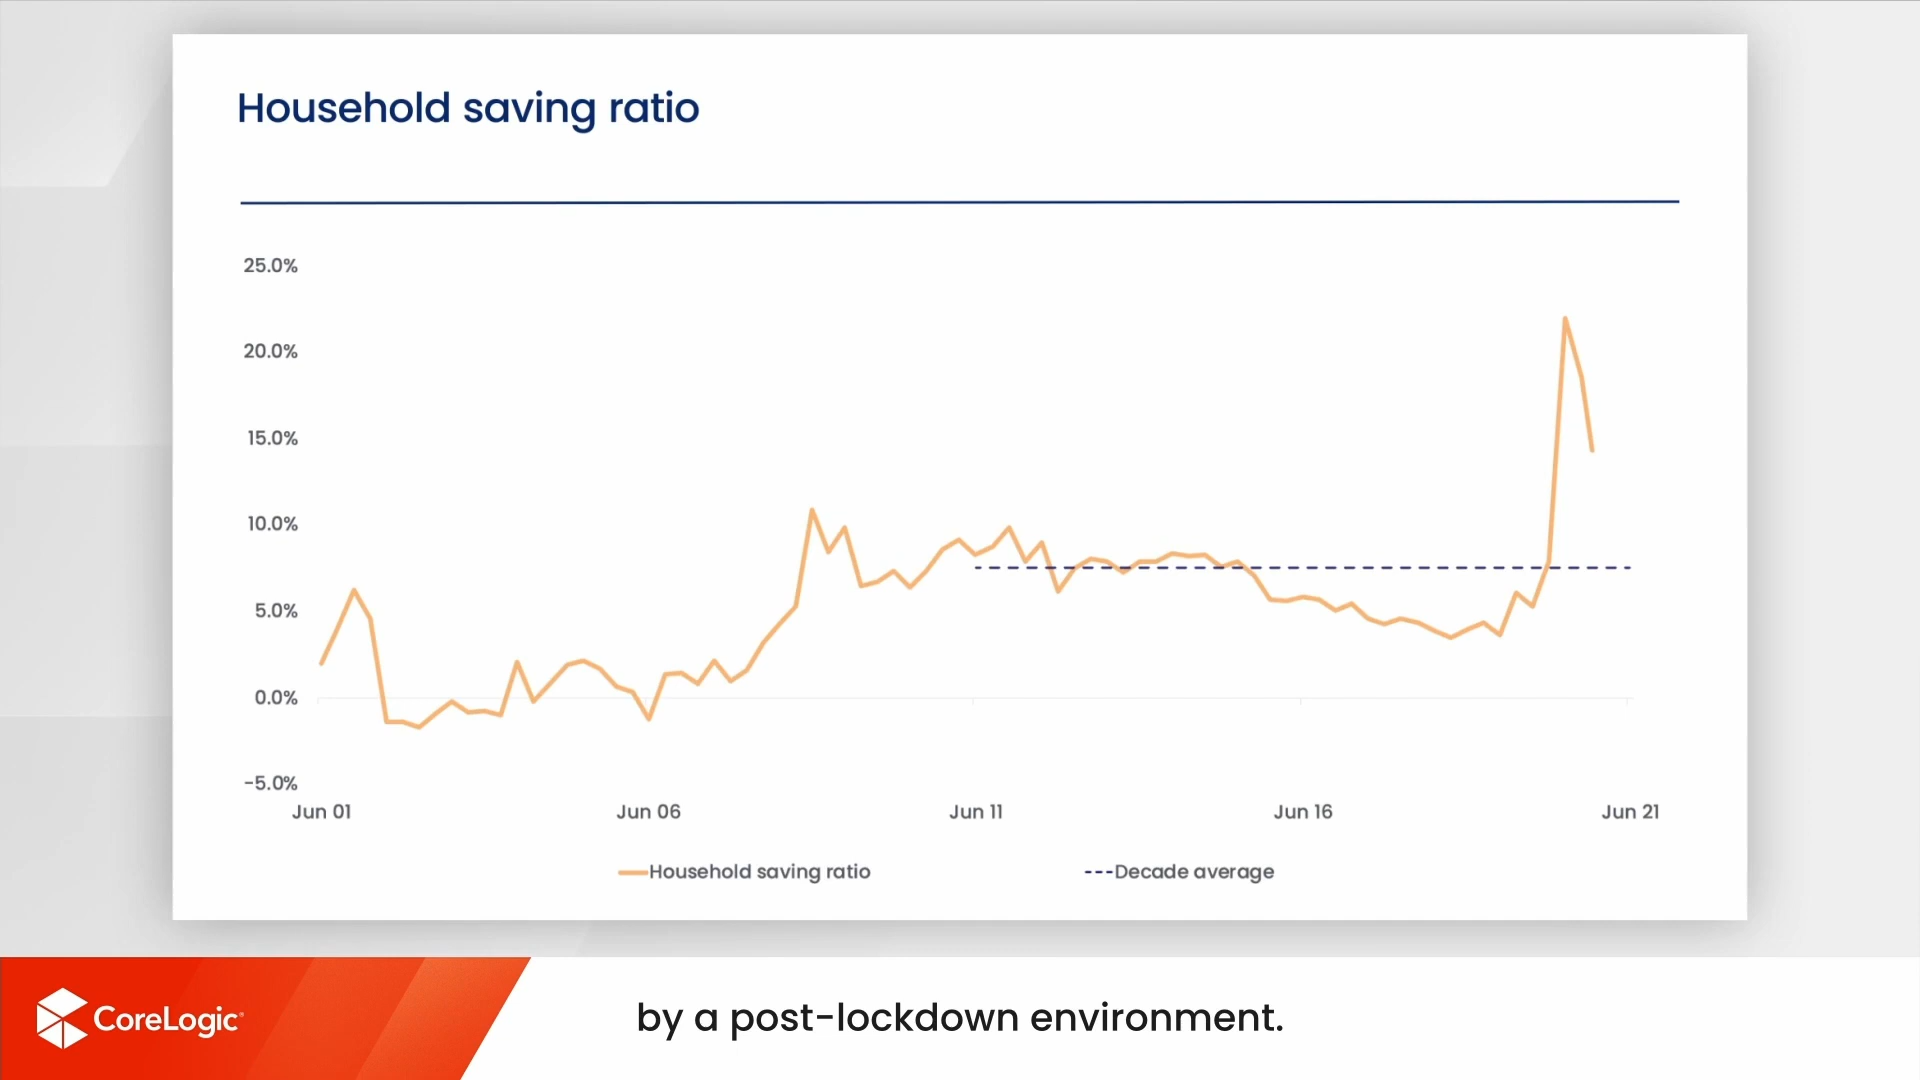 Household saving ratio
25.0%
20.0%
15.0%
10.0%
5.0%
0.0%
-5.0%
Jun 01 Jun 06 Jun 11 Jun 16 Jun 21
Household saving ratio Decade average
CoreLogic
by a post-lockdown environment.